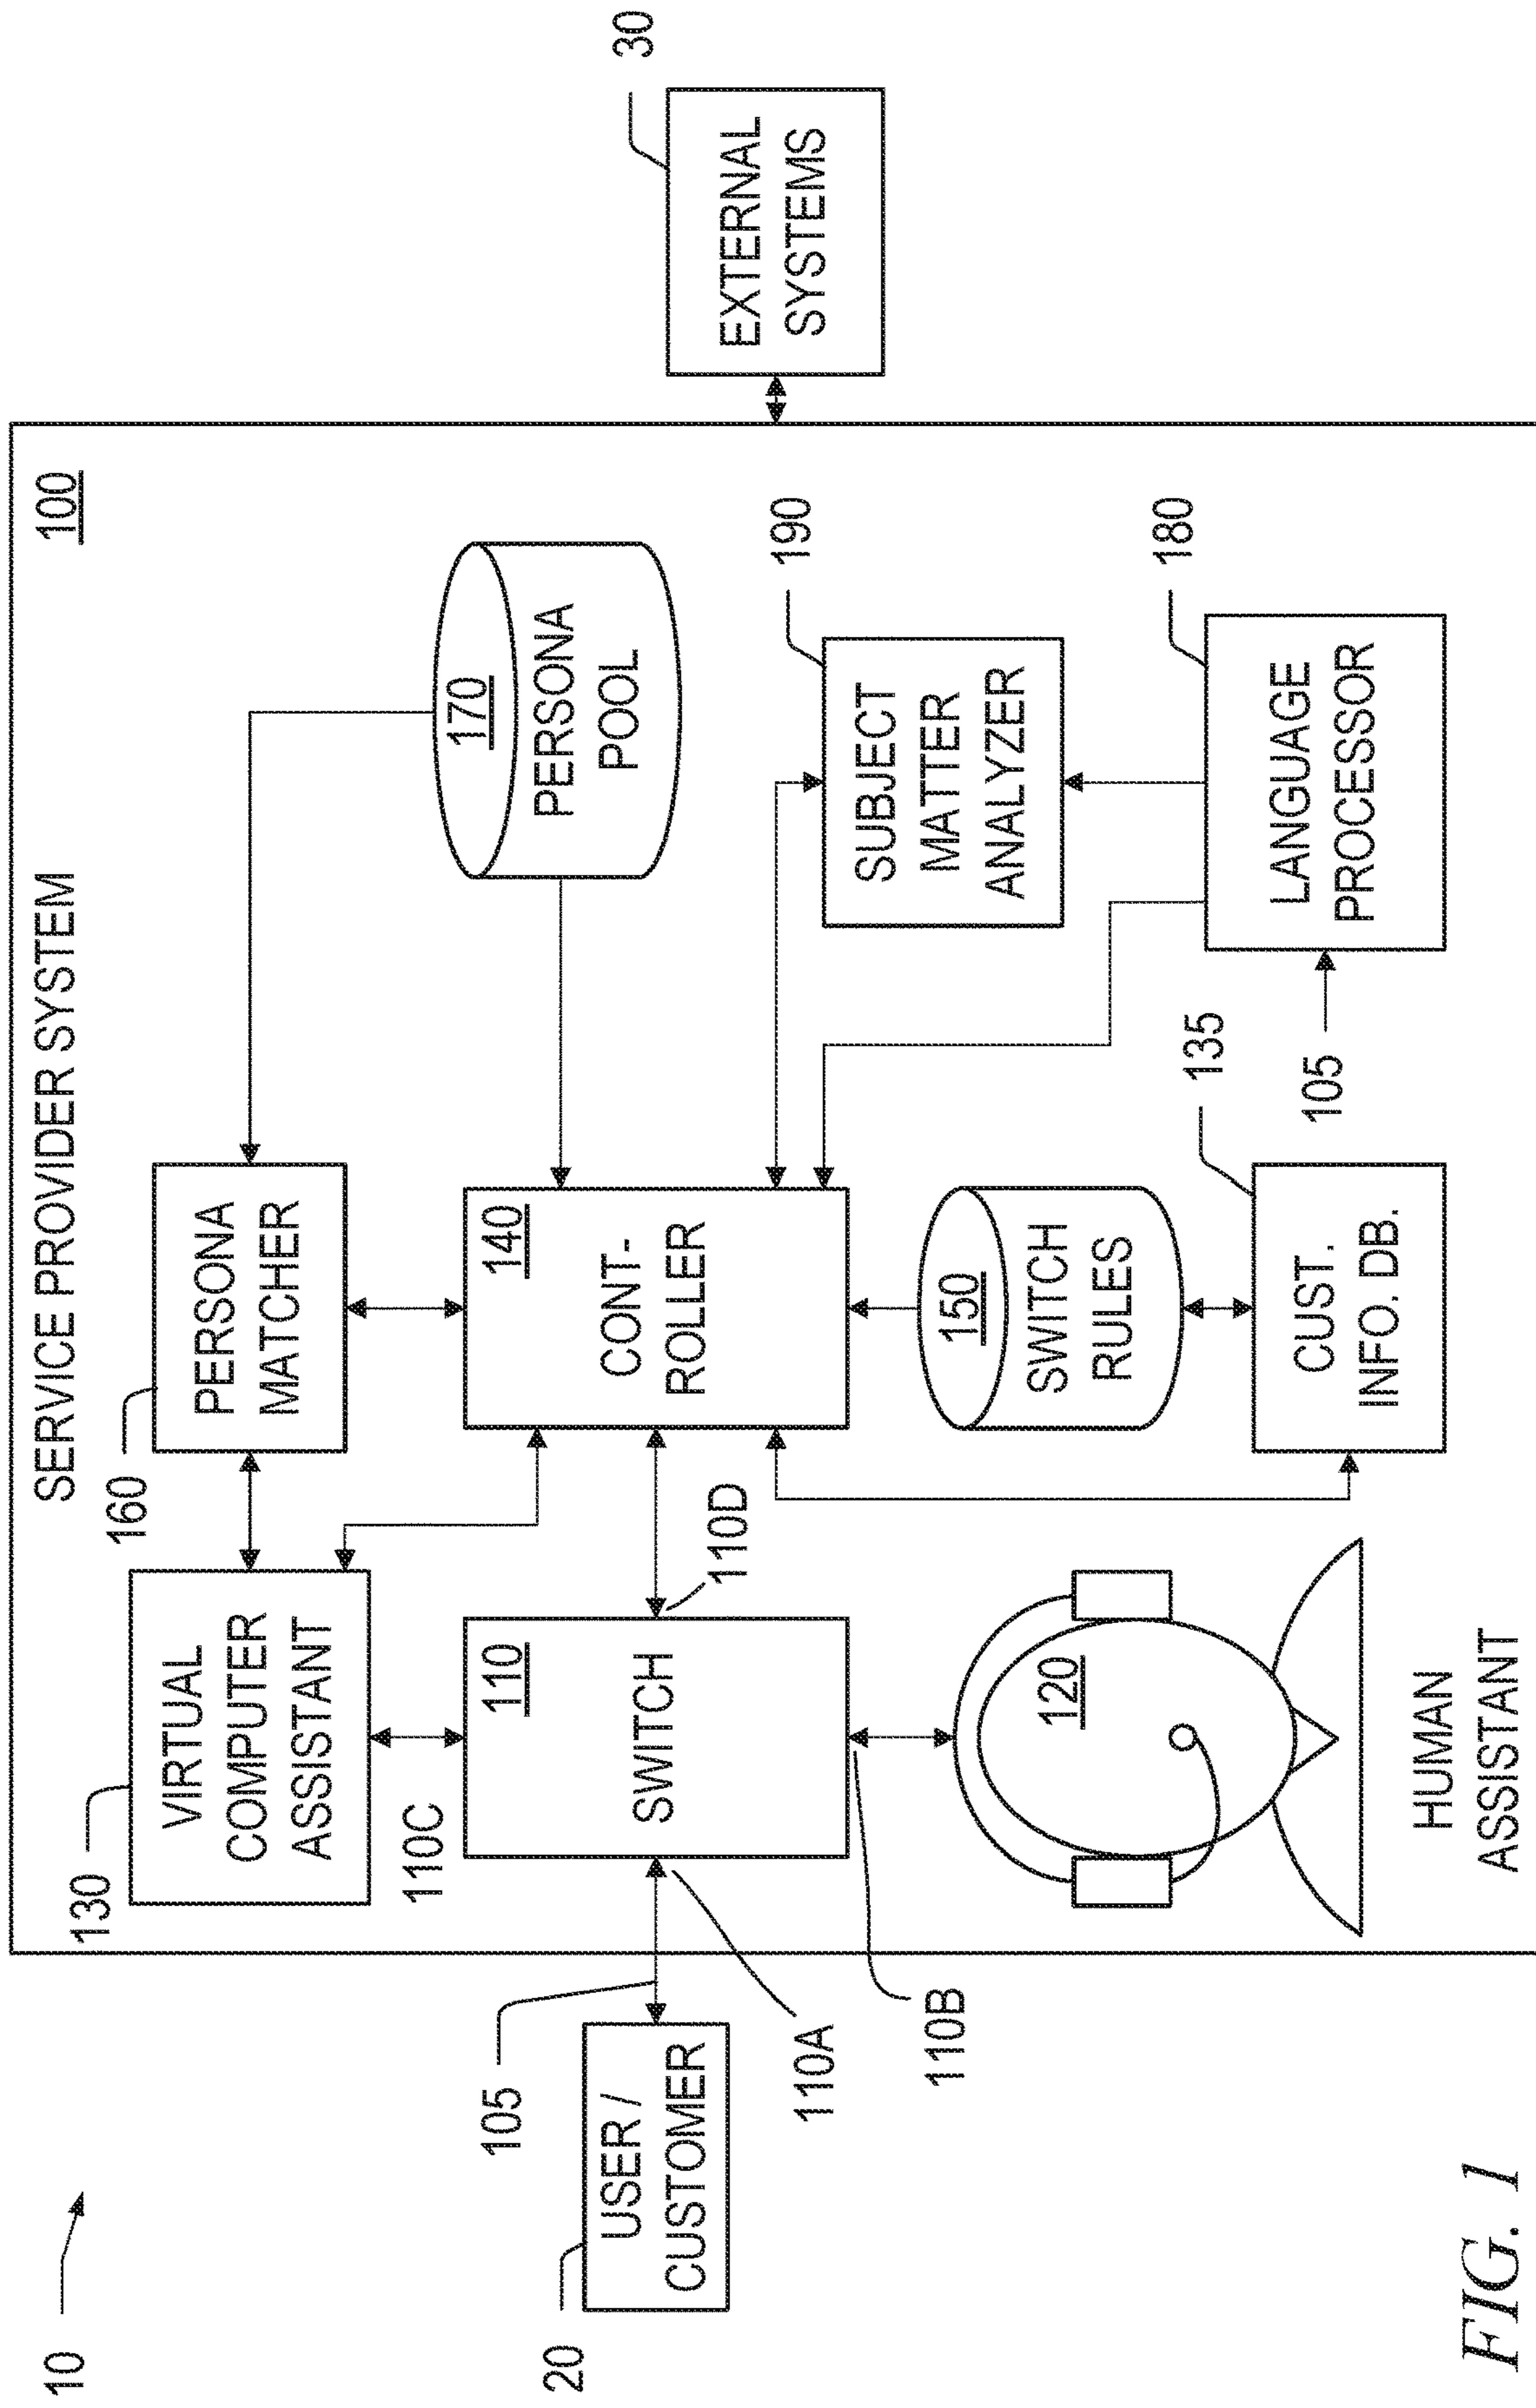 10
SERVICE PROVIDER SYSTEM
100
130
VIRTUAL
COMPUTER
ASSISTANT
160
PERSONA
MATCHER
110C
105
20
USER /
CUSTOMER
110
SWITCH
110D
140
CONT-
ROLLER
170
PERSONA
POOL
30
EXTERNAL
SYSTEMS
110A
110B
120
HUMAN
ASSISTANT
150
SWITCH
RULES
190
SUBJECT
MATTER
ANALYZER
135
CUST.
INFO. DB.
105
180
LANGUAGE
PROCESSOR
FIG. 1